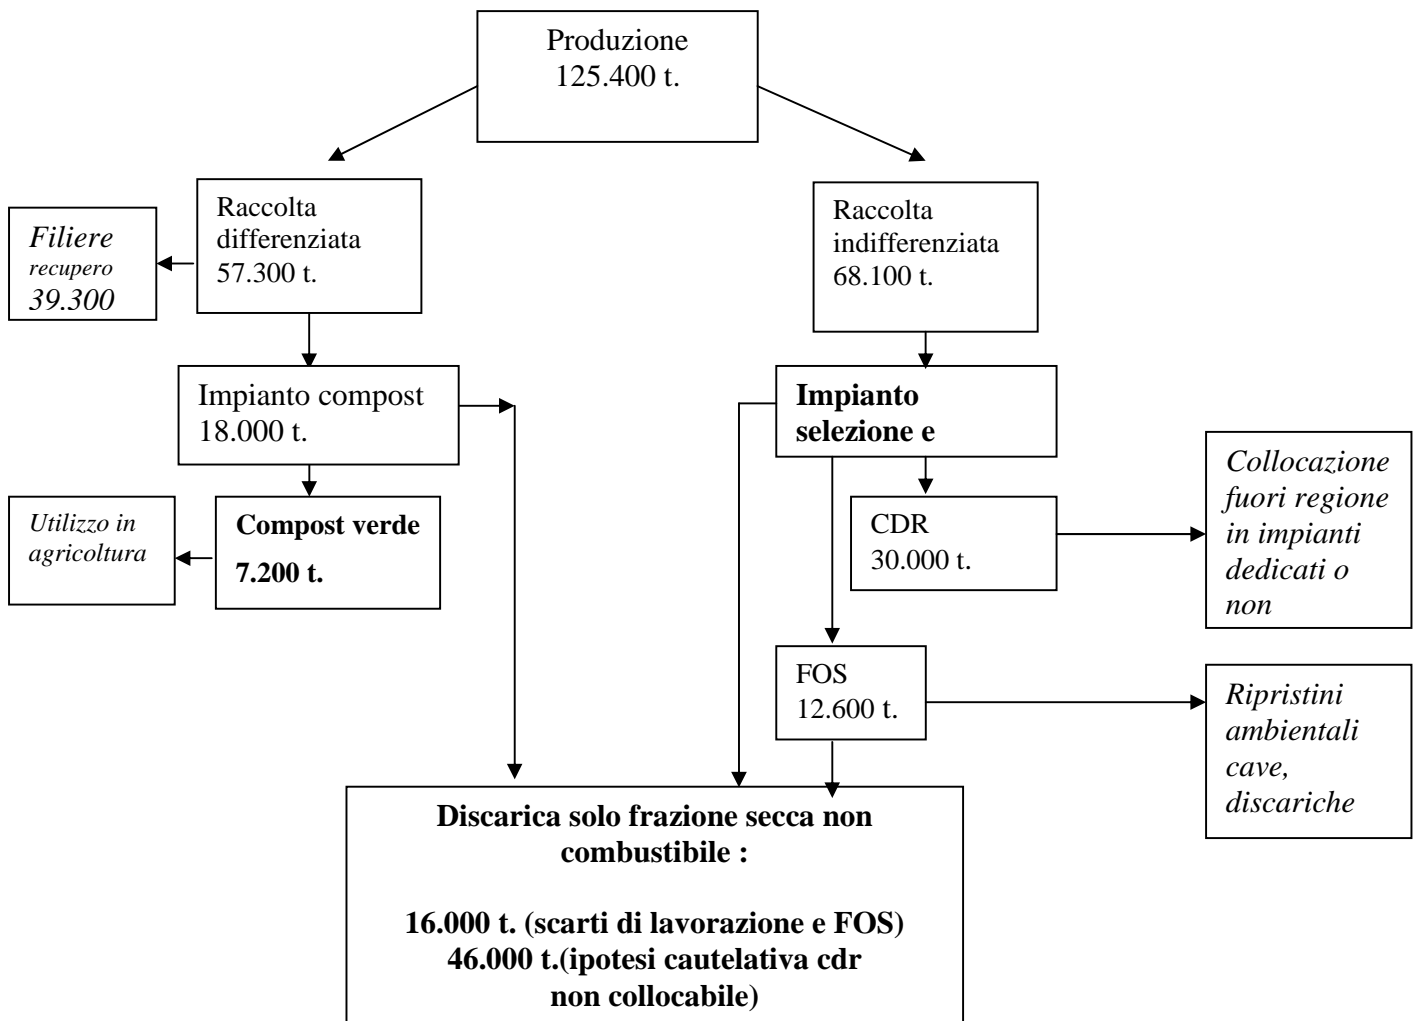 Produzione
125.400 t.
Raccolta
differenziata
57.300 t.
Raccolta
indifferenziata
68.100 t.
Filiere
recupero
39.300
Impianto compost
18.000 t.
Impianto
selezione e
Collocazione
fuori regione
in impianti
dedicati o
non
Utilizzo in
agricoltura
Compost verde
7.200 t.
CDR
30.000 t.
FOS
12.600 t.
Ripristini
ambientali
cave,
discariche
Discarica solo frazione secca non
combustibile :
16.000 t. (scarti di lavorazione e FOS)
46.000 t.(ipotesi cautelativa cdr
non collocabile)